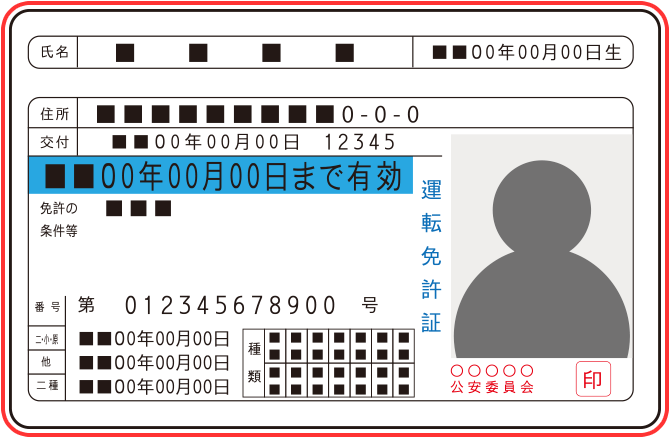 氏名 ■ ■ ■ ■ ■■00年00月00日生
住所 ■■■■■■■■■0-0-0
交付 ■■00年00月00日 12345
■■00年00月00日まで有効
免許の ■■■
条件等
運転免許証
番号 第 012345678900 号
二・小・原 ■■00年00月00日
他 ■■00年00月00日
二種 ■■00年00月00日
種類 ■■■■■■■
■■■■■■■
■■■■■■■
■■■■■■■
○○○○○
公安委員会 印